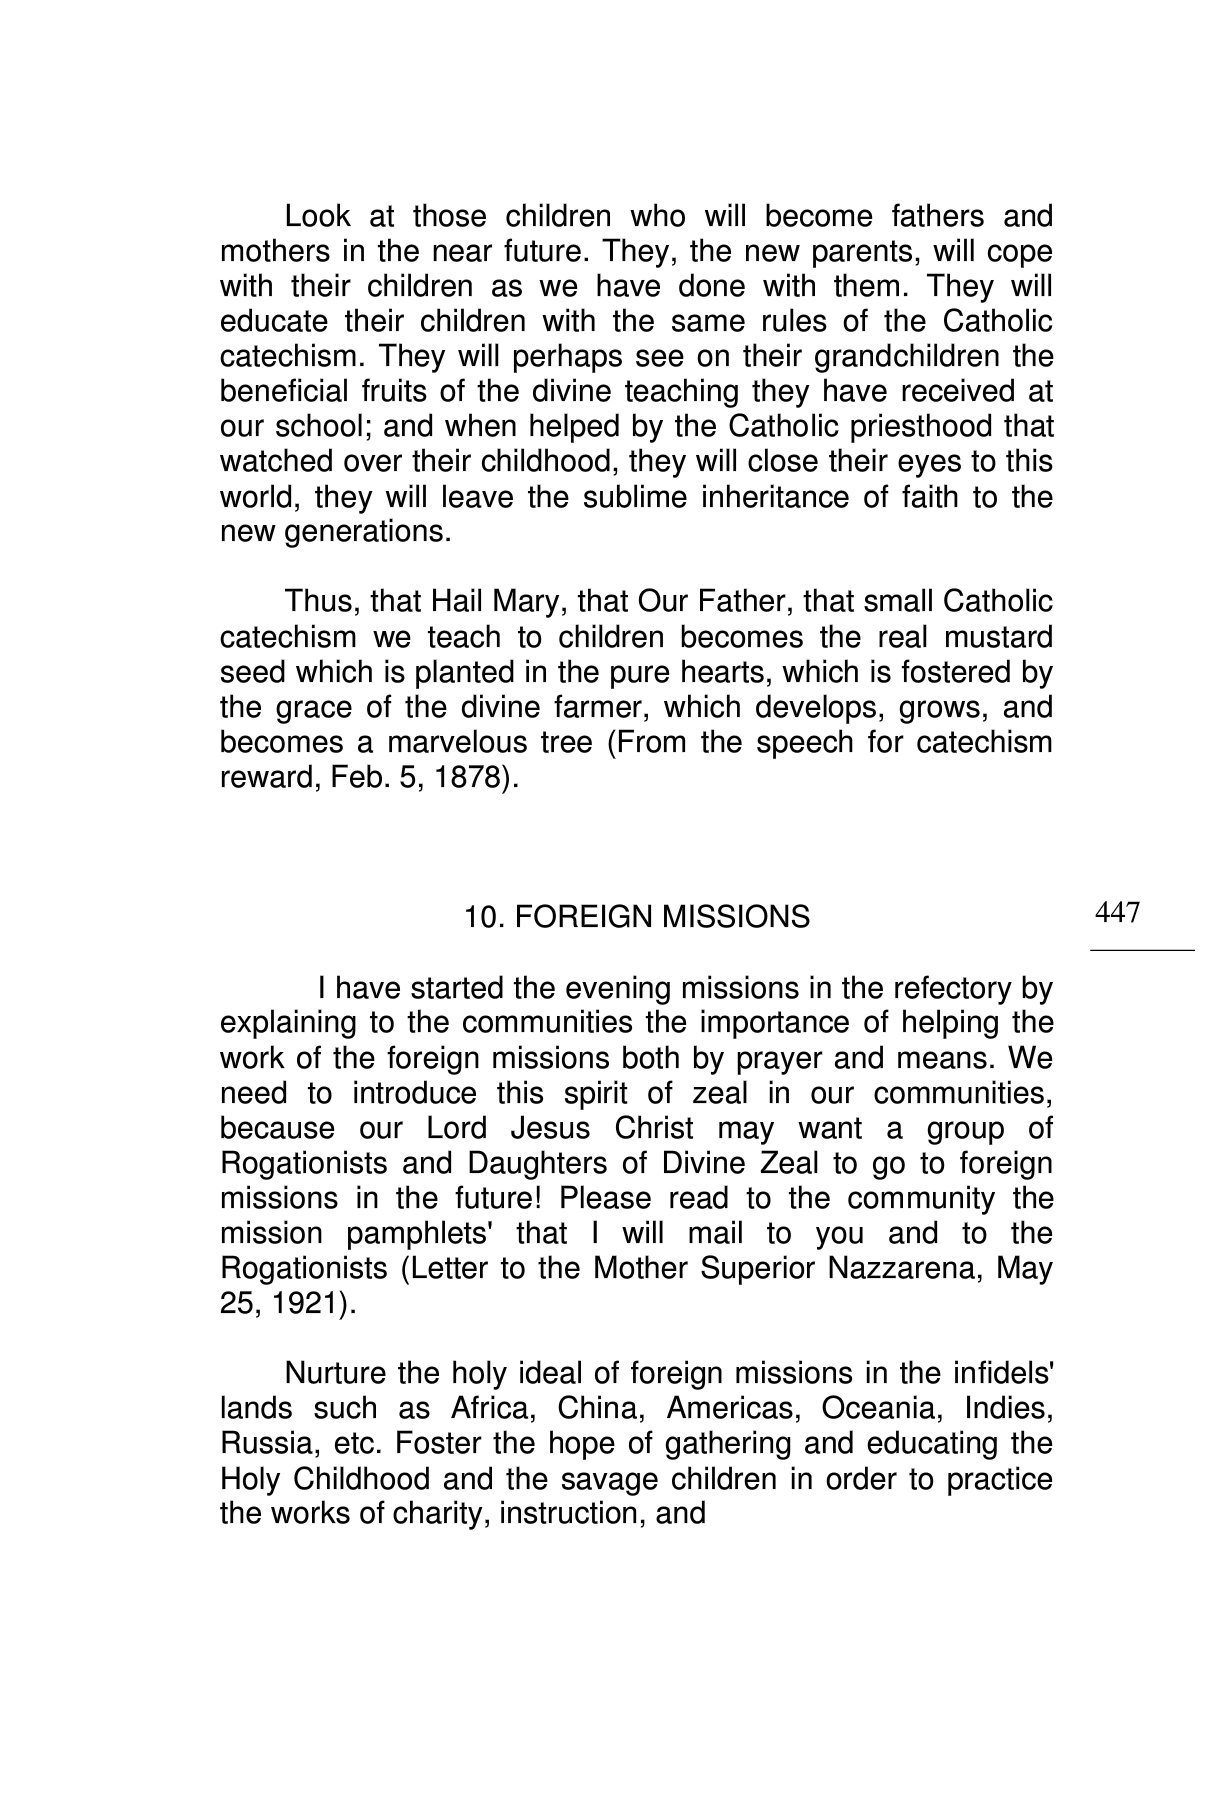 Look at those children who will become fathers and
mothers in the near future. They, the new parents, will cope
with their children as we have done with them. They will
educate their children with the same rules of the Catholic
catechism. They will perhaps see on their grandchildren the
beneficial fruits of the divine teaching they have received at
our school; and when helped by the Catholic priesthood that
watched over their childhood, they will close their eyes to this
world, they will leave the sublime inheritance of faith to the
new generations.
Thus, that Hail Mary, that Our Father, that small Catholic
catechism we teach to children becomes the real mustard
seed which is planted in the pure hearts, which is fostered by
the grace of the divine farmer, which develops, grows, and
becomes a marvelous tree (From the speech for catechism
reward, Feb. 5, 1878).
10. FOREIGN MISSIONS
447
I have started the evening missions in the refectory by
explaining to the communities the importance of helping the
work of the foreign missions both by prayer and means. We
need to introduce this spirit of zeal in our communities,
because our Lord Jesus Christ may want a group of
Rogationists and Daughters of Divine Zeal to go to foreign
missions in the future! Please read to the community the
mission pamphlets' that I will mail to you and to the
Rogationists (Letter to the Mother Superior Nazzarena, May
25, 1921).
Nurture the holy ideal of foreign missions in the infidels'
lands such as Africa, China, Americas, Oceania, Indies,
Russia, etc. Foster the hope of gathering and educating the
Holy Childhood and the savage children in order to practice
the works of charity, instruction, and